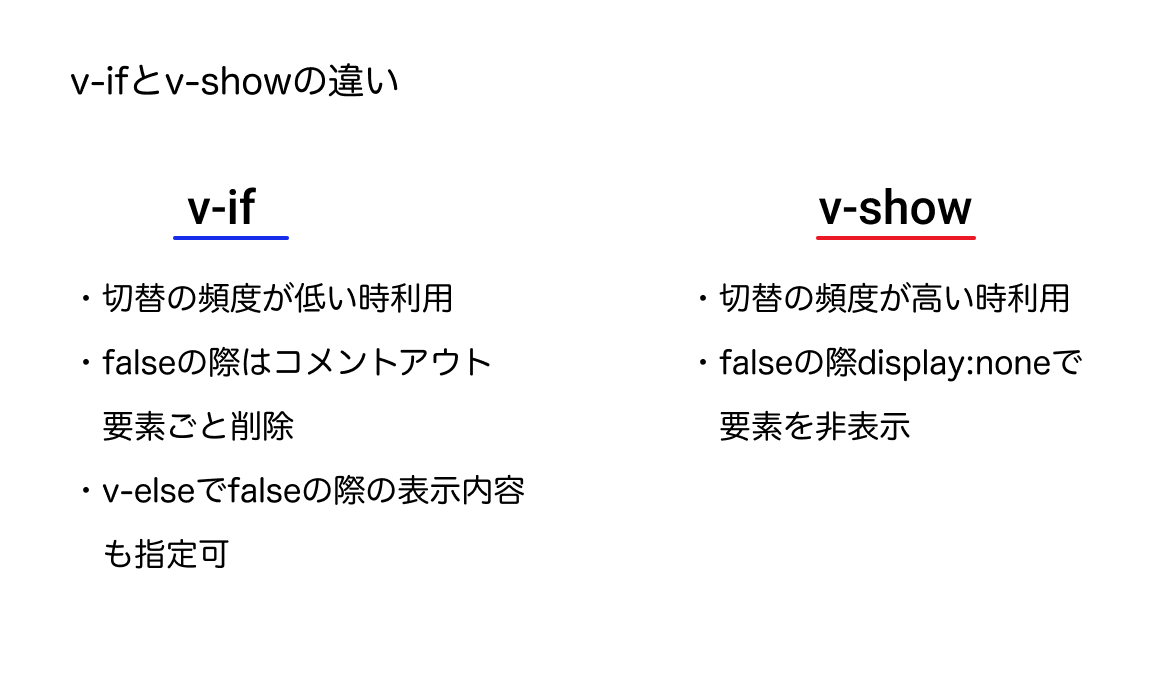 v-ifとv-showの違い
v-if
・切替の頻度が低い時利用
・falseの際はコメントアウト
要素ごと削除
・v-elseでfalseの際の表示内容
も指定可
v-show
・切替の頻度が高い時利用
・falseの際display:noneで
要素を非表示